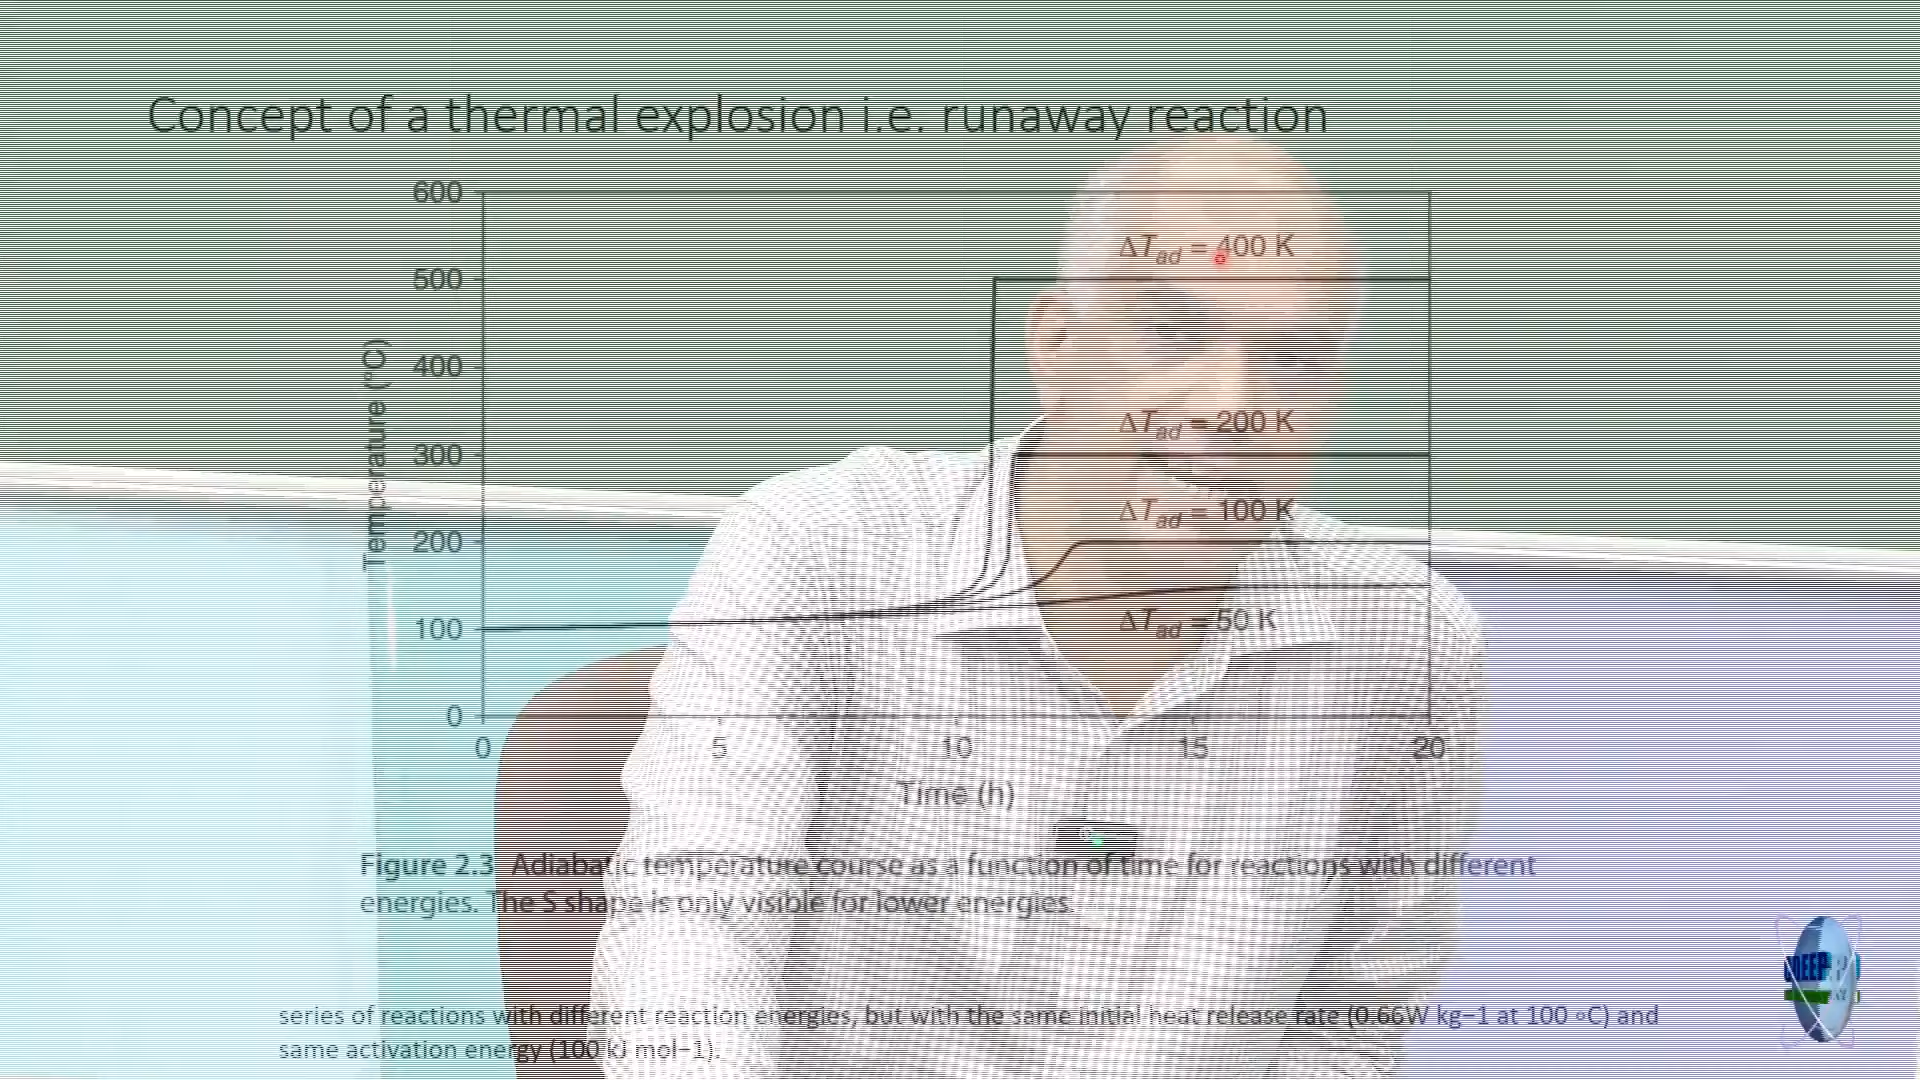 Concept of a thermal explosion i.e. runaway reaction
600
ΔTad = 400 K
500
400
ΔTad = 200 K
300
ΔTad = 100 K
200
ΔTad = 50 K
100
0
Temperature (°C)
0 5 10 15 20
Time (h)
Figure 2.3 Adiabatic temperature course as a function of time for reactions with different
energies. The S shape is only visible for lower energies.
series of reactions with different reaction energies, but with the same initial heat release rate (0.66W kg−1 at 100 ∘C) and
same activation energy (100 kJ mol−1).